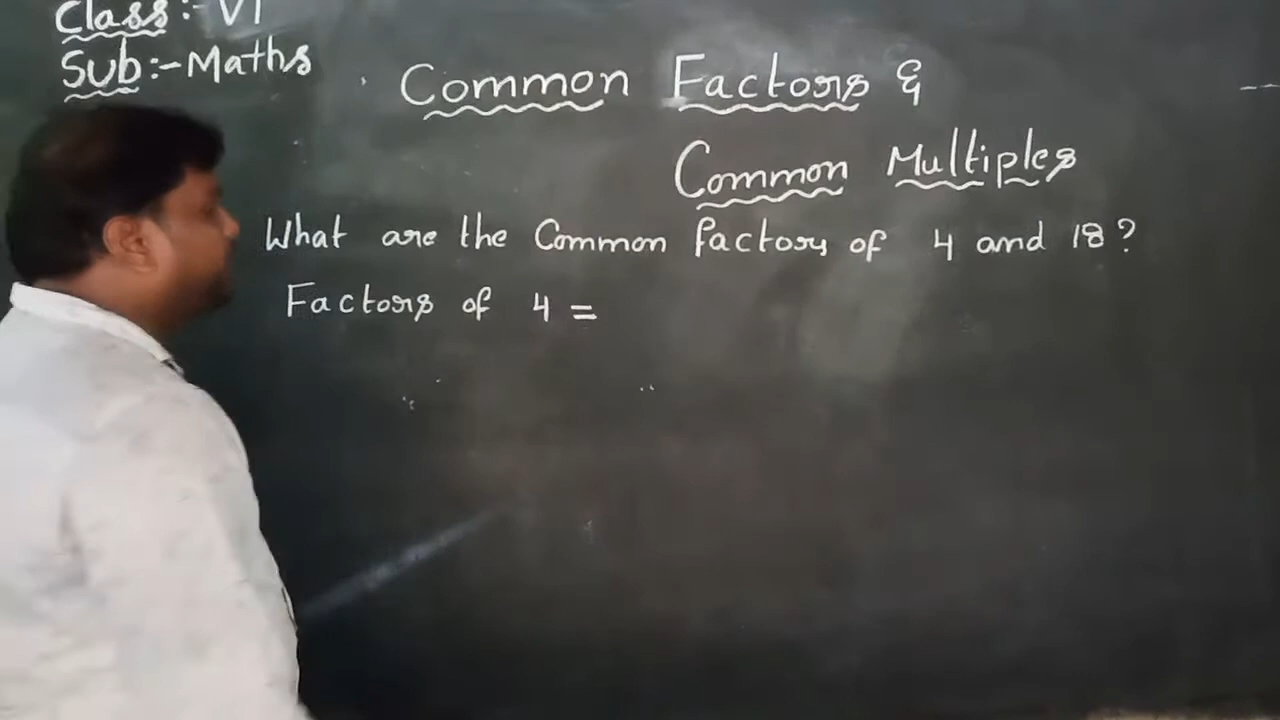 Class:- VI
Sub:- Maths
Common Factors &
Common Multiples
What are the Common factors of 4 and 18?
Factors of 4 =